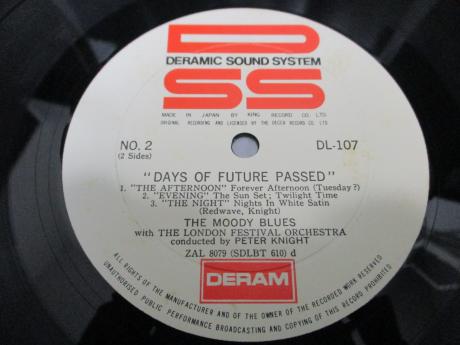 DSS
DERAMIC SOUND SYSTEM
MADE IN JAPAN BY KING RECORD CO. LTD
ORIGINAL RECORDING AND LICENSED BY THE DECCA RECORD CO. LTD
NO. 2 DL-107
(2 Sides)
"DAYS OF FUTURE PASSED"
1. "THE AFTERNOON" Forever Afternoon (Tuesday?)
2. "EVENING" The Sun Set; Twilight Time
3. "THE NIGHT" Nights In White Satin
(Redwave, Knight)
THE MOODY BLUES
with THE LONDON FESTIVAL ORCHESTRA
conducted by PETER KNIGHT
ZAL 8079 (SDLBT 610) d
DERAM
ALL RIGHTS OF THE MANUFACTURER AND OF THE OWNER OF THE RECORDED WORK RESERVED
UNAUTHORISED PUBLIC PERFORMANCE BROADCASTING AND COPYING OF THIS RECORD PROHIBITED